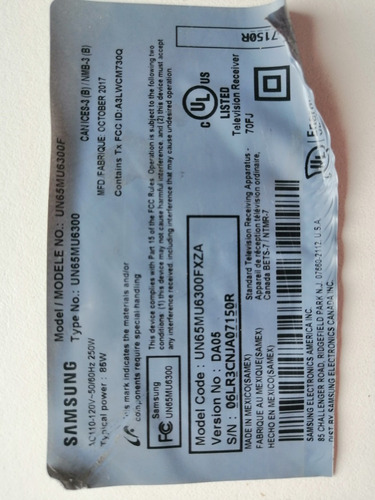 SAMSUNG
Model / MODELE NO.: UN65MU6300F
Type No.: UN65MU6300
AC110-120V~50/60Hz 250W
Typical power : 85W
CAN ICES-3 (B) / NMB-3 (B)
MFD /FABRIQUE: OCTOBER 2017
Contains Tx FCC ID:A3LWCM730Q
This mark indicates the materials and/or
components requires special consideration
FC
Samsung
UN65MU6300
This device complies with Part 15 of the FCC Rules. Operation is subject to the following two
conditions: (1) this device may not cause harmful interference, and (2) this device must accept
any interference received, including interference that may cause undesired operation.
Model Code : UN65MU6300FXZA
Version No : DA05
S/N : 06LR3CNJA07150R
C UL US
LISTED
Television Receiver
70FJ
7150R
Standard Television Receiving Apparatus -
Appareil de réception télévision ordinaire,
Canada BETS-7 / NTMR-7
MADE IN MEXICO(SAMEX)
FABRIQUE AU MEXIQUE(SAMEX)
HECHO EN MEXICO(SAMEX)
SAMSUNG ELECTRONICS AMERICA INC.
85 CHALLENGER ROAD, RIDGEFIELD PARK N.J. 07660-2112, U.S.A.
DIST BY SAMSUNG ELECTRONICS CANADA INC.